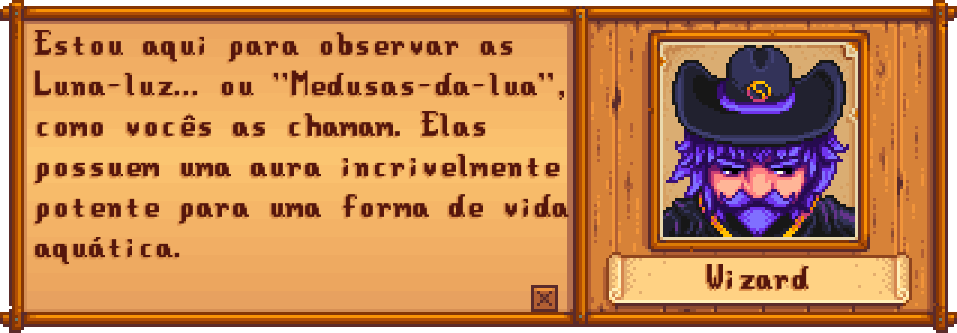 Estou aqui para observar as
Luna-luz... ou "Medusas-da-lua",
como vocês as chamam. Elas
possuem uma aura incrivelmente
potente para uma forma de vida
aquática.
Wizard